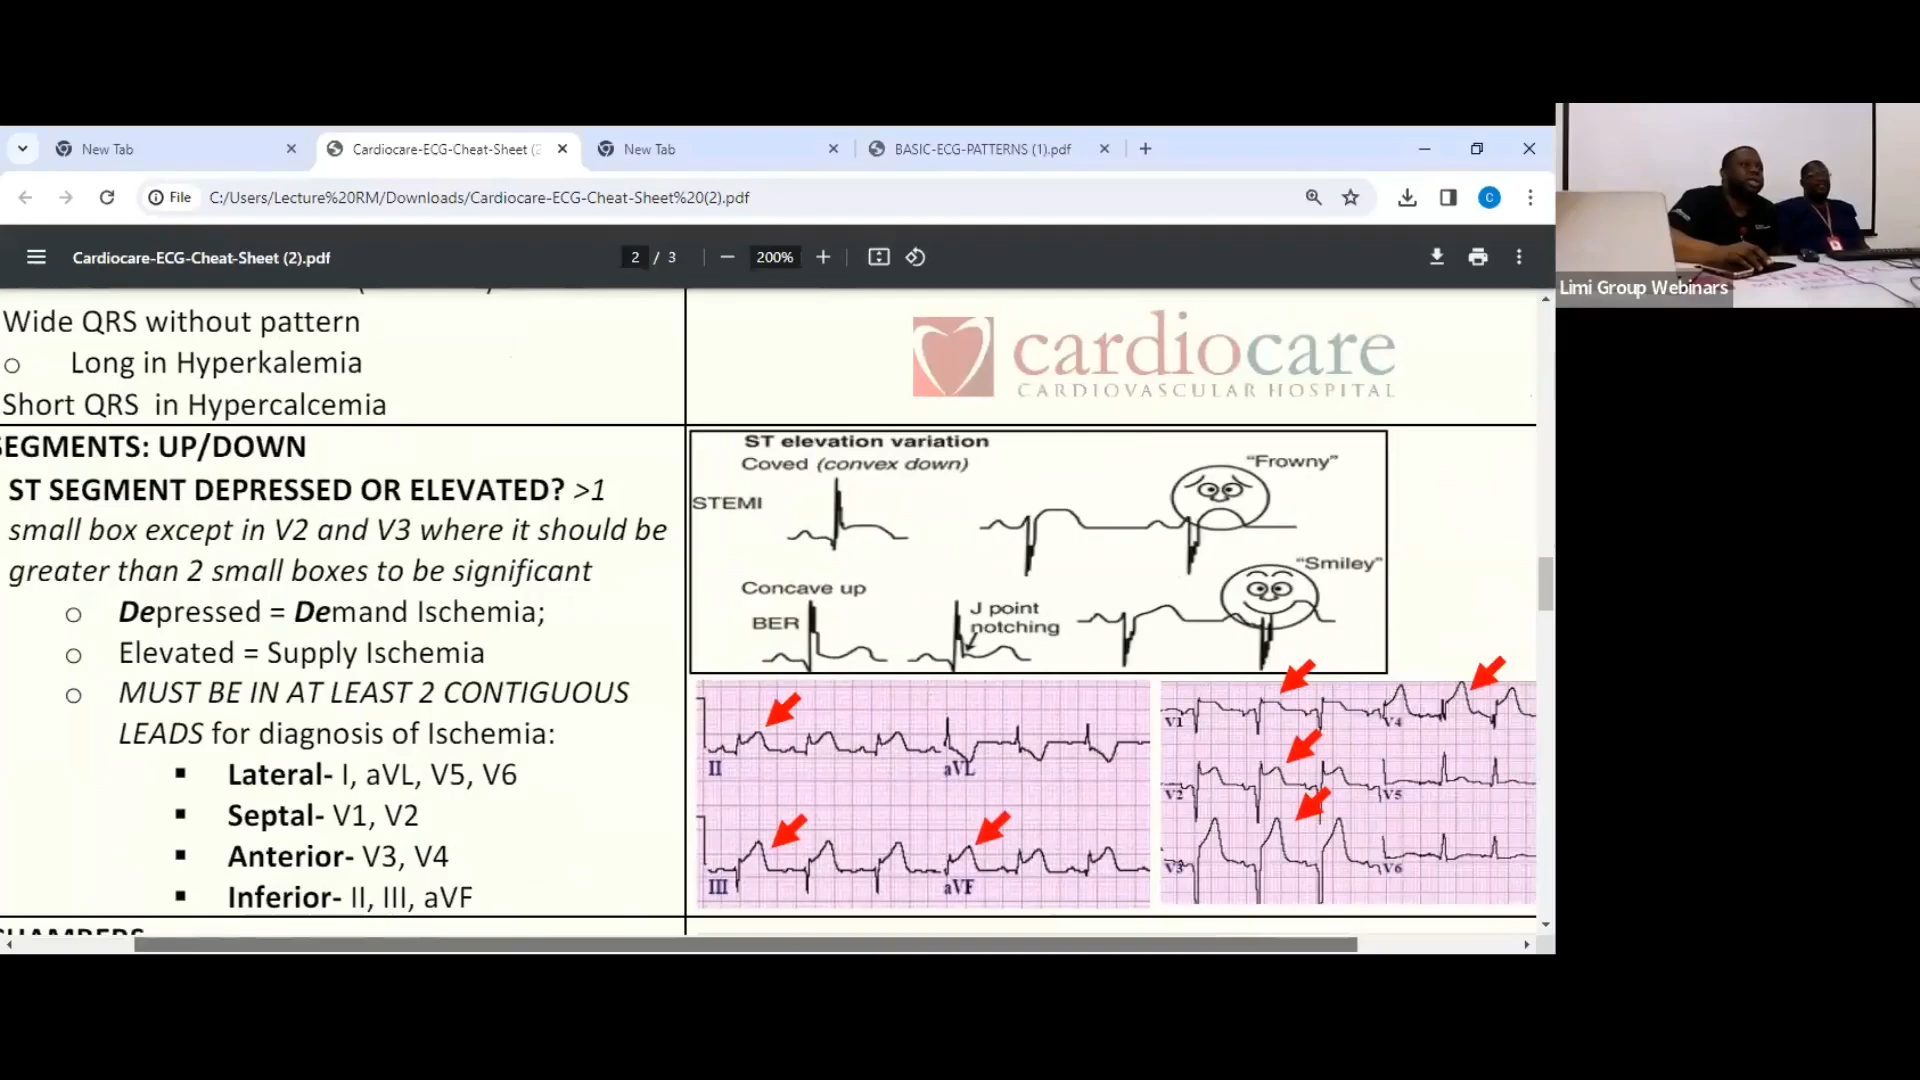 New Tab
Cardiocare-ECG-Cheat-Sheet (2
New Tab
BASIC-ECG-PATTERNS (1).pdf
File
C:/Users/Lecture%20RM/Downloads/Cardiocare-ECG-Cheat-Sheet%20(2).pdf
C
Cardiocare-ECG-Cheat-Sheet (2).pdf
2 / 3
200%
Limi Group Webinars
Wide QRS without pattern
o Long in Hyperkalemia
Short QRS in Hypercalcemia
cardiocare
CARDIOVASCULAR HOSPITAL
SEGMENTS: UP/DOWN
ST SEGMENT DEPRESSED OR ELEVATED? >1
small box except in V2 and V3 where it should be
greater than 2 small boxes to be significant
o Depressed = Demand Ischemia;
o Elevated = Supply Ischemia
o MUST BE IN AT LEAST 2 CONTIGUOUS
LEADS for diagnosis of Ischemia:
▪ Lateral- I, aVL, V5, V6
▪ Septal- V1, V2
▪ Anterior- V3, V4
▪ Inferior- II, III, aVF
ST elevation variation
Coved (convex down)
"Frowny"
STEMI
"Smiley"
Concave up
BER
J point
notching
II
aVL
III
aVF
V1
V4
V2
V5
V3
V6